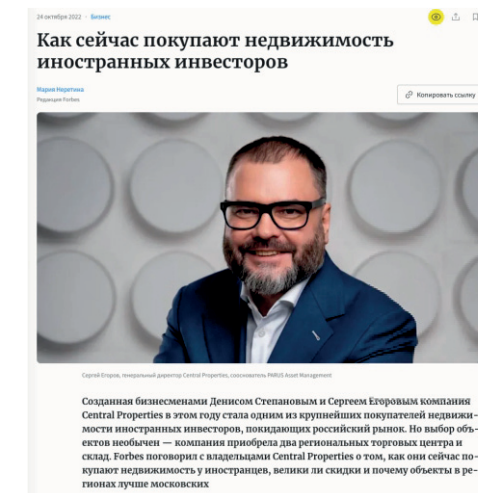 24 октября 2022 · Бизнес
Как сейчас покупают недвижимость
иностранных инвесторов
Мария Неретина
Редакция Forbes
Копировать ссылку
Сергей Егоров, генеральный директор Central Properties, сооснователь PARUS Asset Management
Созданная бизнесменами Денисом Степановым и Сергеем Егоровым компания
Central Properties в этом году стала одним из крупнейших покупателей недвижи-
мости иностранных инвесторов, покидающих российский рынок. Но выбор объ-
ектов необычен — компания приобрела два региональных торговых центра и
склад. Forbes поговорил с владельцами Central Properties о том, как они сейчас по-
купают недвижимость у иностранцев, велики ли скидки и почему объекты в ре-
гионах лучше московских